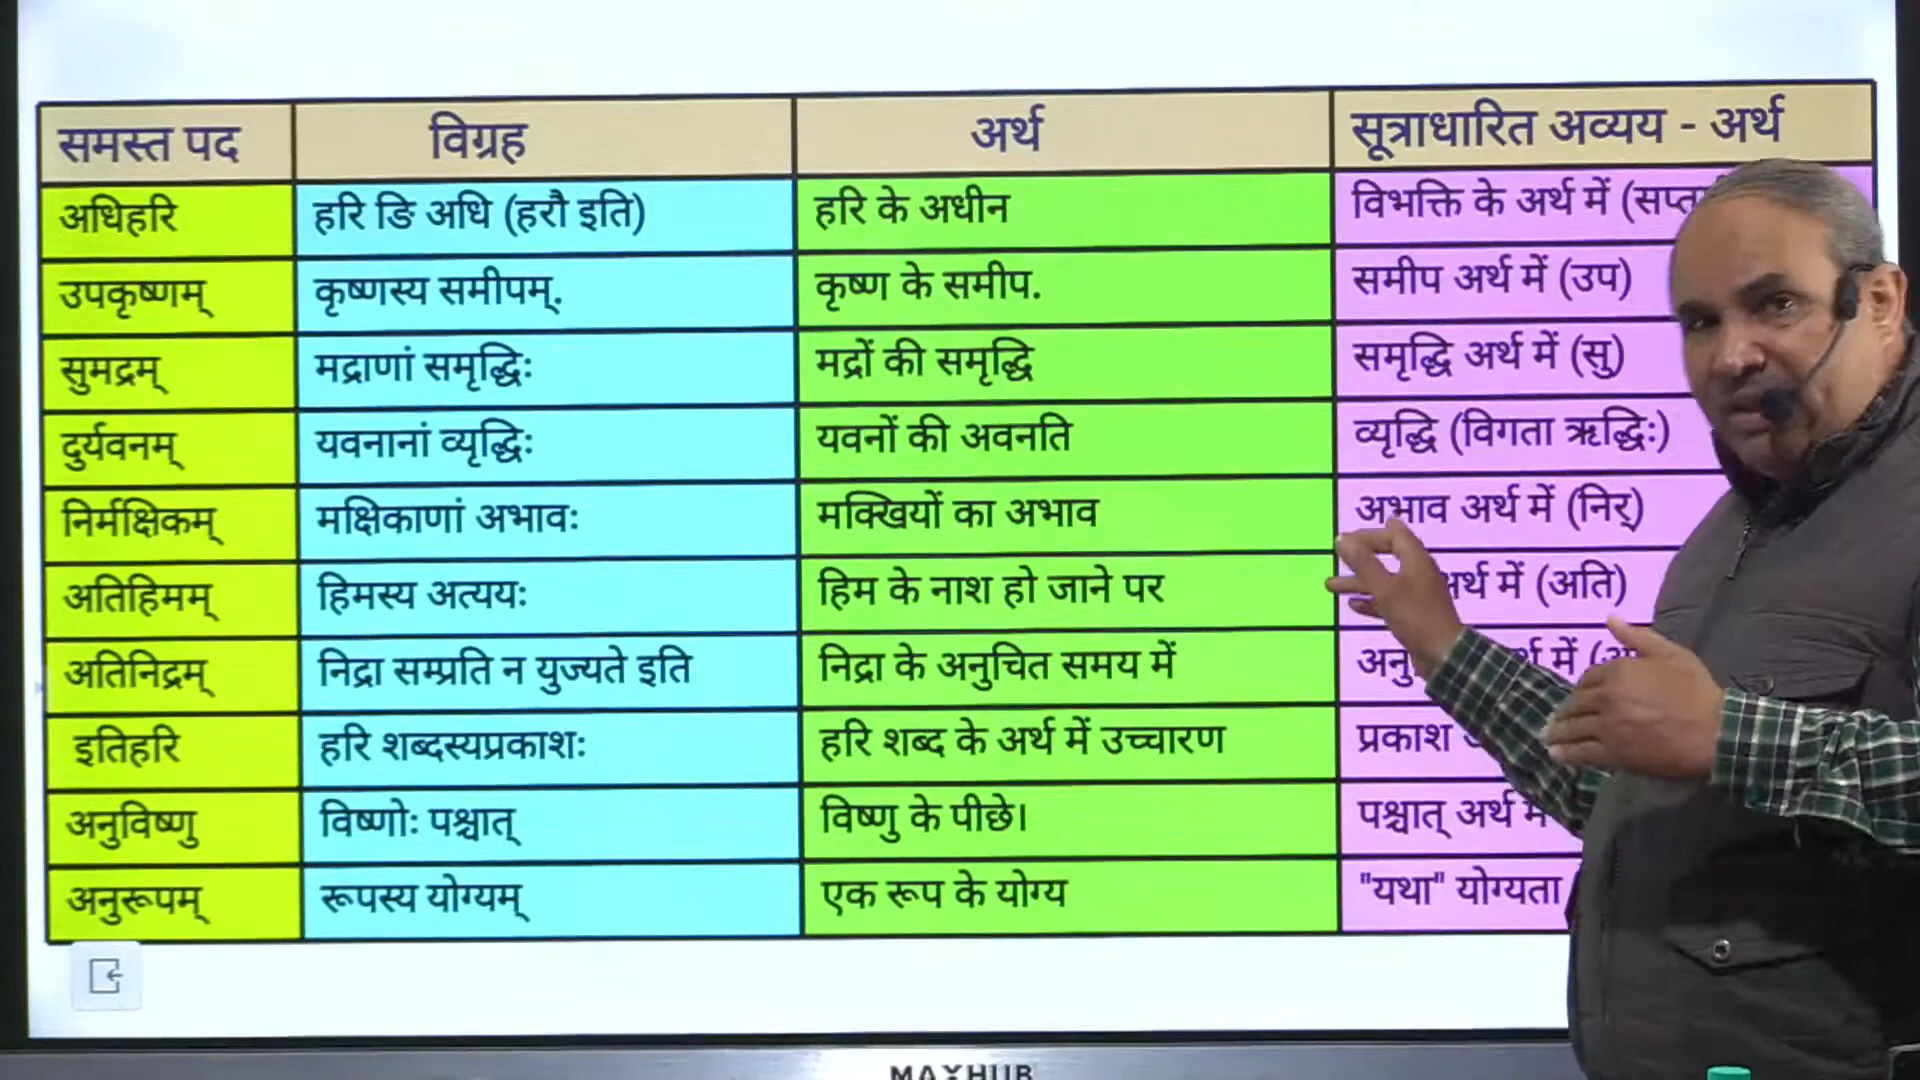 समस्त पद विग्रह अर्थ सूत्राधारित अव्यय - अर्थ
अधिहरि हरि ङि अधि (हरौ इति) हरि के अधीन विभक्ति के अर्थ में
उपकृष्णम् कृष्णस्य समीपम्. कृष्ण के समीप. समीप अर्थ में (उप)
सुमद्रम् मद्राणां समृद्धिः मद्रों की समृद्धि समृद्धि अर्थ में (सु)
दुर्यवनम् यवनानां व्यृद्धिः यवनों की अवनति व्यृद्धि (विगता ऋद्धिः)
निर्मक्षिकम् मक्षिकाणां अभावः मक्खियों का अभाव अभाव अर्थ में (निर्)
अतिहिमम् हिमस्य अत्ययः हिम के नाश हो जाने पर अर्थ में (अति)
अतिनिद्रम् निद्रा सम्प्रति न युज्यते इति निद्रा के अनुचित समय में में
इतिहरि हरि शब्दस्यप्रकाशः हरि शब्द के अर्थ में उच्चारण प्रकाश
अनुविष्णु विष्णोः पश्चात् विष्णु के पीछे। पश्चात् अर्थ में
अनुरूपम् रूपस्य योग्यम् एक रूप के योग्य "यथा" योग्यता
MAXHUB